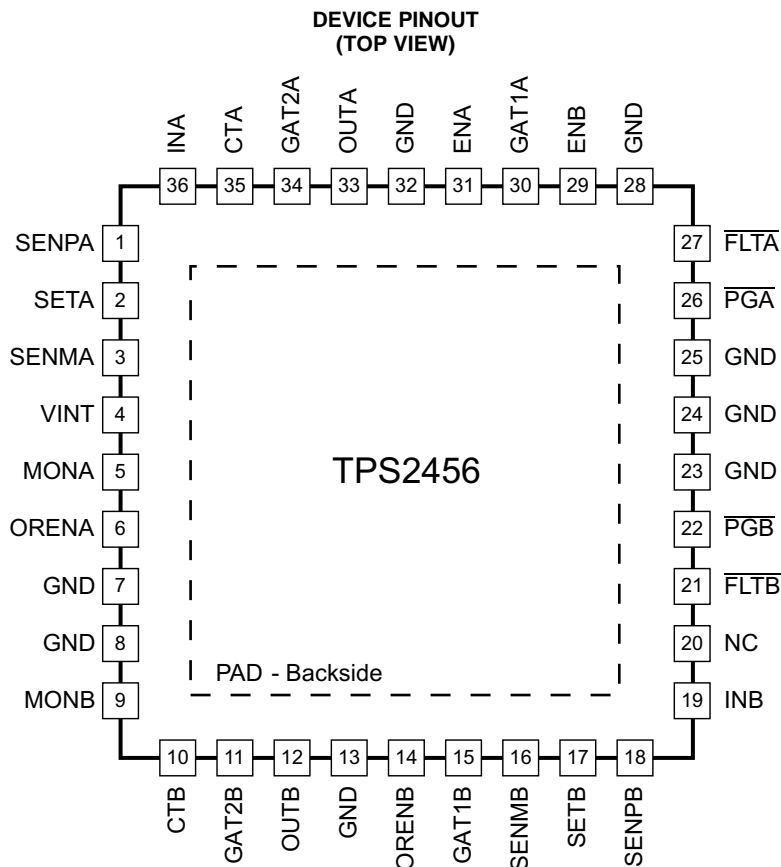 DEVICE PINOUT
(TOP VIEW)
INA
CTA
GAT2A
OUTA
GND
ENA
GAT1A
ENB
GND
36 35 34 33 32 31 30 29 28
SENPA 1
SETA 2
SENMA 3
VINT 4
MONA 5
ORENA 6
GND 7
GND 8
MONB 9
TPS2456
PAD - Backside
27 FLTA
26 PGA
25 GND
24 GND
23 GND
22 PGB
21 FLTB
20 NC
19 INB
10 11 12 13 14 15 16 17 18
CTB
GAT2B
OUTB
GND
ORENB
GAT1B
SENMB
SETB
SENPB